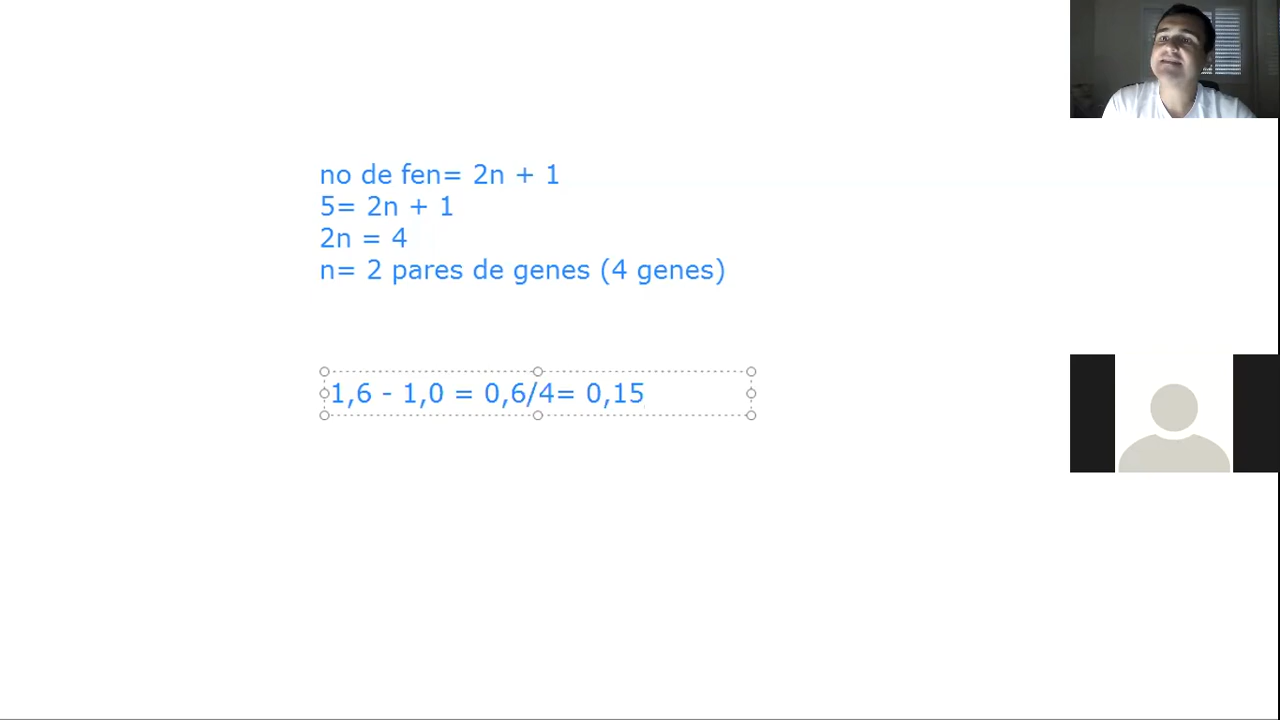 no de fen= 2n + 1
5= 2n + 1
2n = 4
n= 2 pares de genes (4 genes)
1,6 - 1,0 = 0,6/4= 0,15